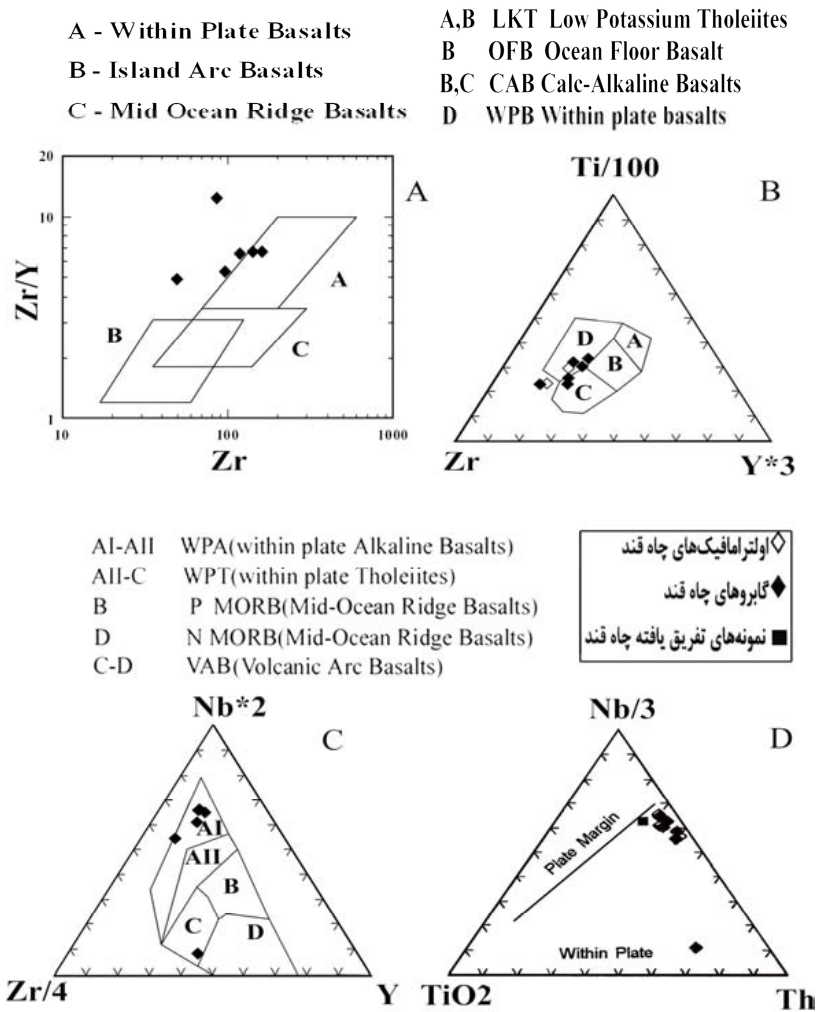 A - Within Plate Basalts
B - Island Arc Basalts
C - Mid Ocean Ridge Basalts
A,B LKT Low Potassium Tholeiites
B OFB Ocean Floor Basalt
B,C CAB Calc-Alkaline Basalts
D WPB Within plate basalts
20
10
1
Zr/Y
A
A
B
C
10
100
1000
Zr
Ti/100
B
D
A
B
C
Zr
Y*3
AI-AII WPA(within plate Alkaline Basalts)
AII-C WPT(within plate Tholeiites)
B P MORB(Mid-Ocean Ridge Basalts)
D N MORB(Mid-Ocean Ridge Basalts)
C-D VAB(Volcanic Arc Basalts)
اولترامافیک‌های چاه قند
گابروهای چاه قند
نمونه‌های تفریق یافته چاه قند
Nb*2
C
AI
AII
B
C
D
Zr/4
Y
Nb/3
D
Plate Margin
Within Plate
TiO2
Th